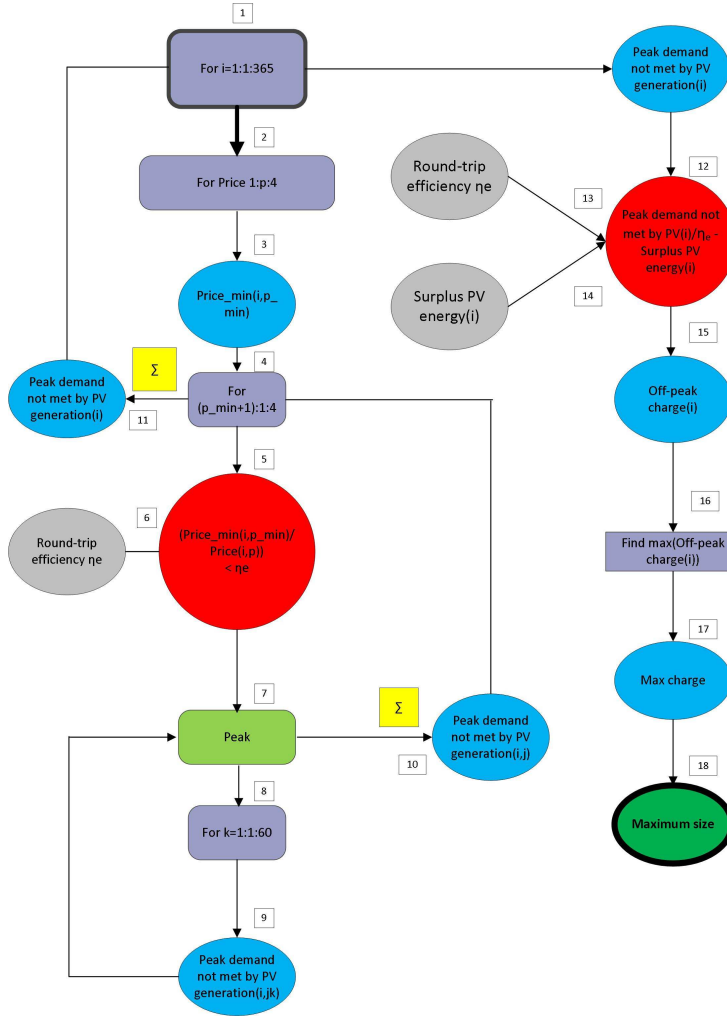 1
For i=1:1:365
Peak demand
not met by PV
generation(i)
2
For Price 1:p:4
Round-trip
efficiency ηe
12
13
Peak demand not
met by PV(i)/ηe -
Surplus PV
energy(i)
3
Price_min(i,p_
min)
Surplus PV
energy(i)
14
15
4
Σ
For
(p_min+1):1:4
Peak demand
not met by PV
generation(i)
11
Off-peak
charge(i)
5
6
16
Round-trip
efficiency ηe
(Price_min(i,p_min)/
Price(i,p))
< ηe
Find max(Off-peak
charge(i))
17
Max charge
7
Σ
Peak
Peak demand
not met by PV
generation(i,j)
10
18
8
For k=1:1:60
Maximum size
9
Peak demand
not met by PV
generation(i,jk)